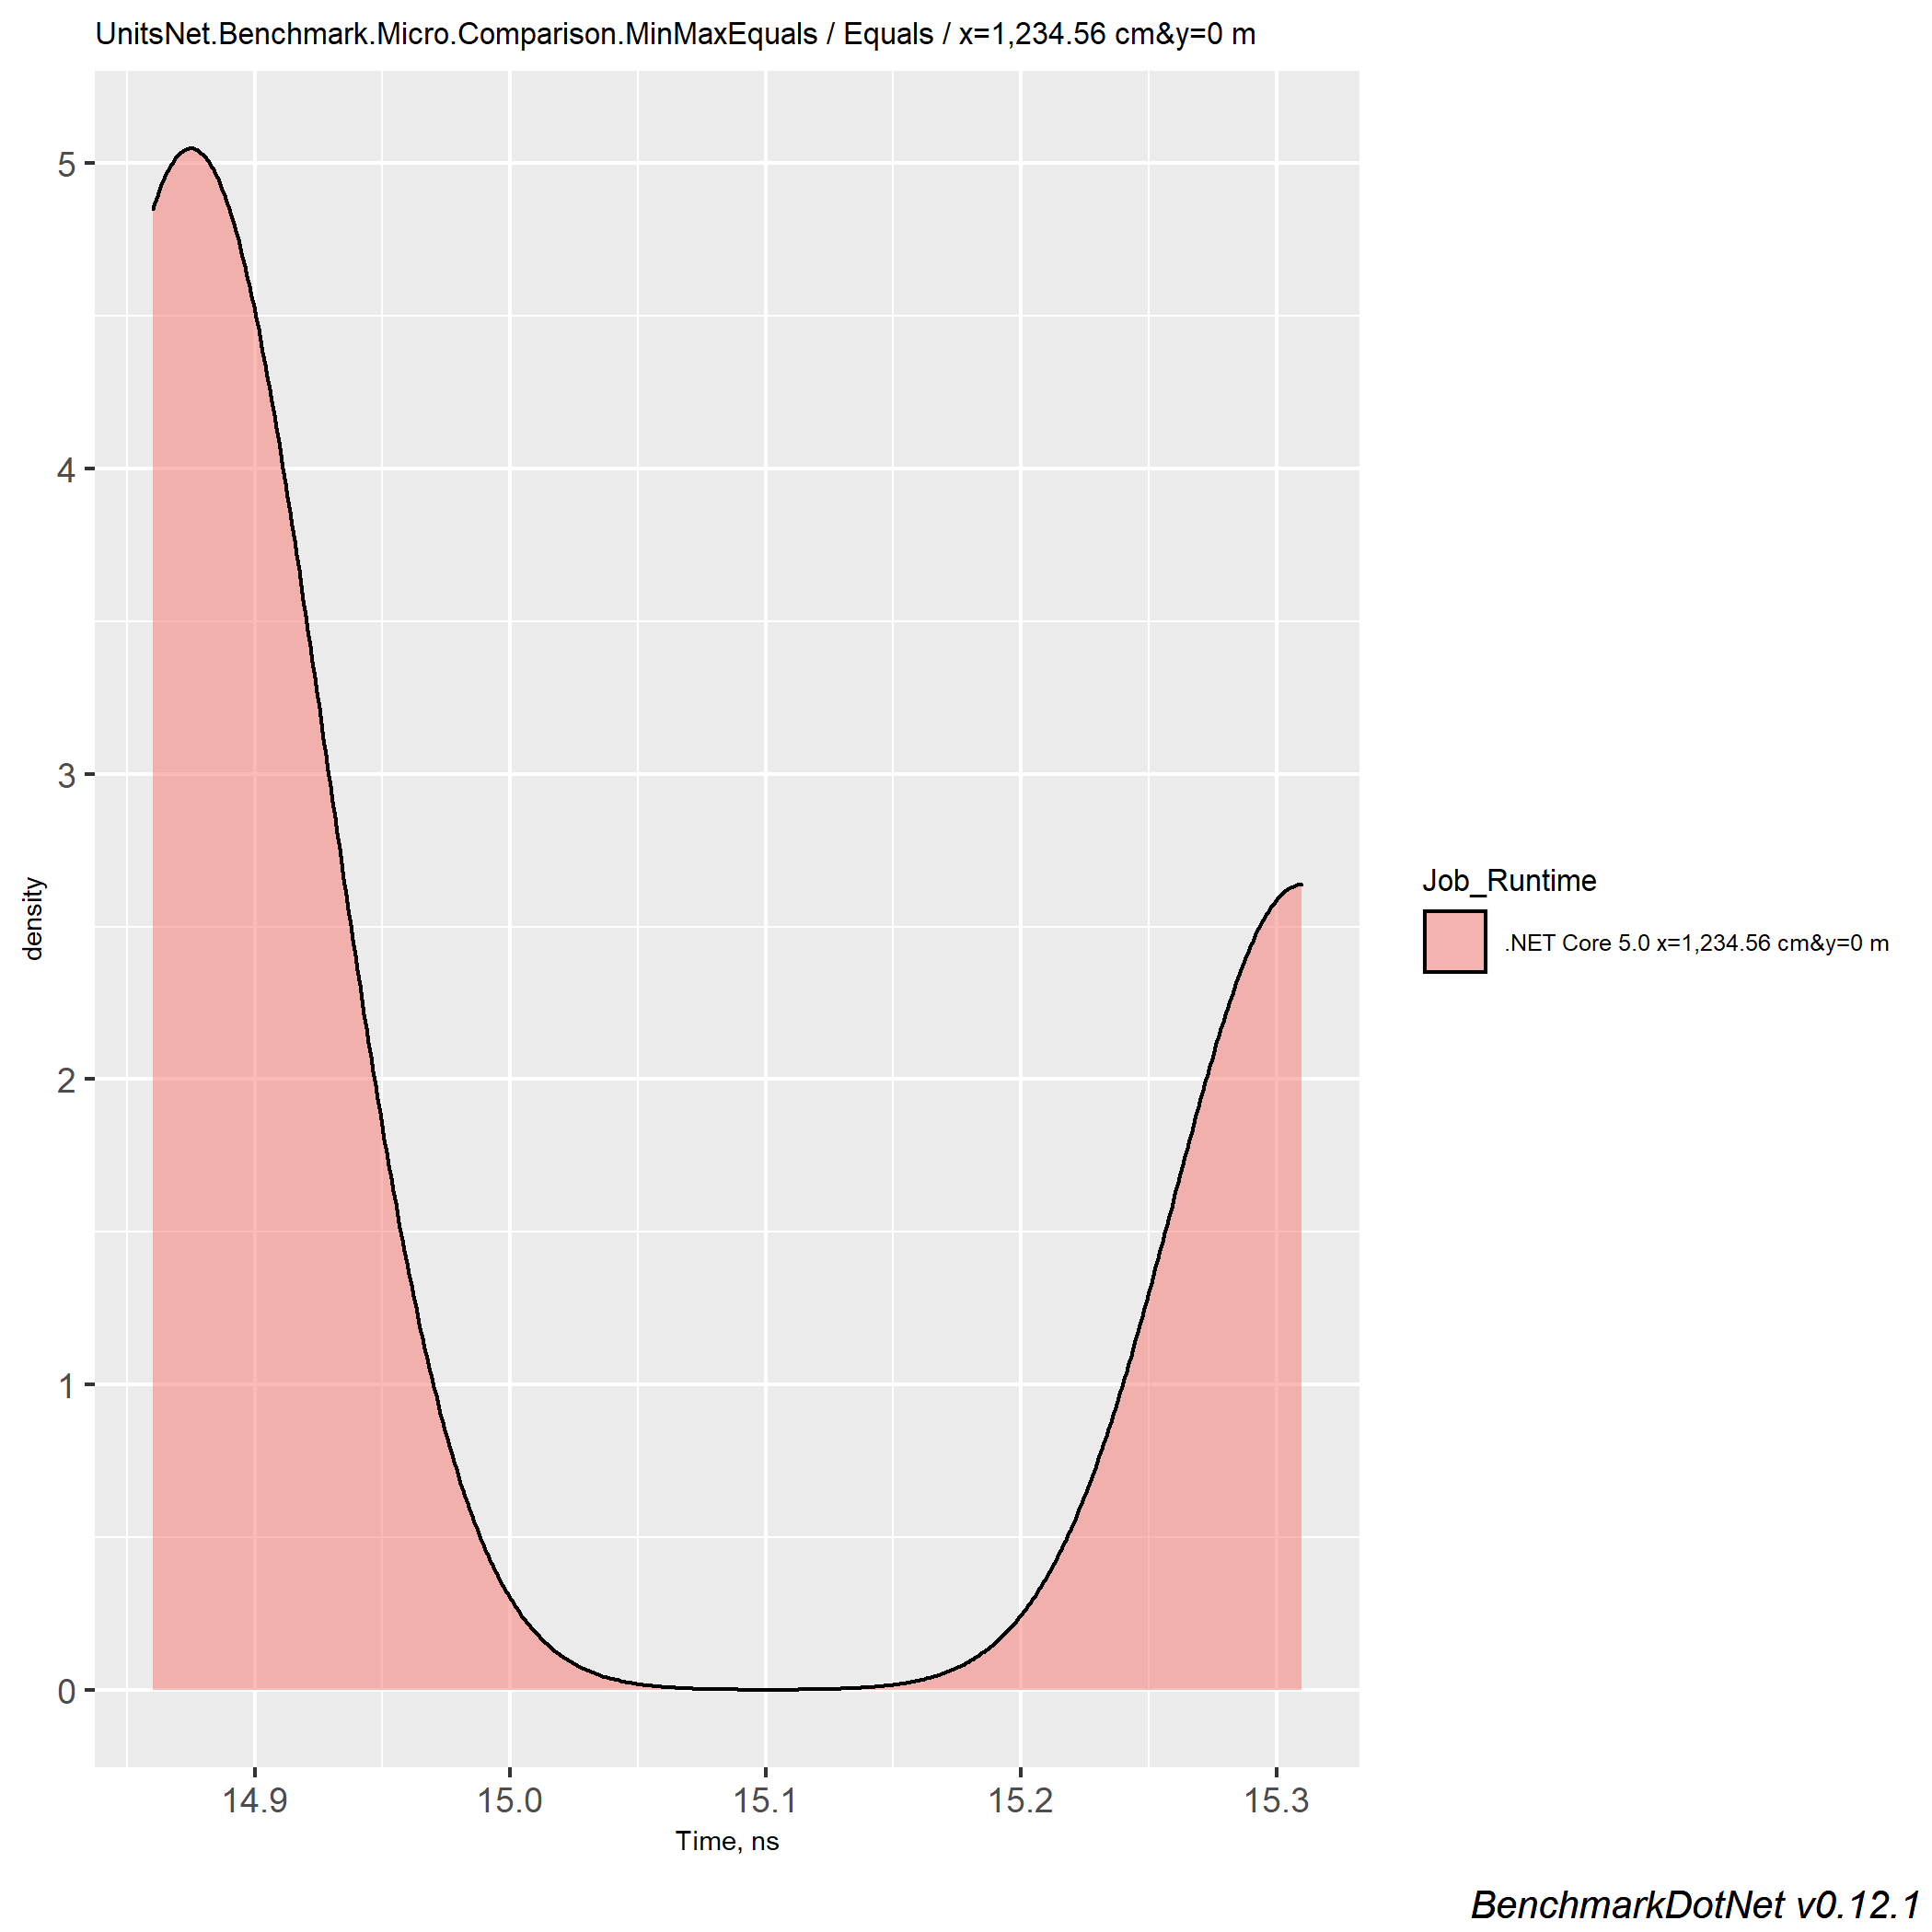 UnitsNet.Benchmark.Micro.Comparison.MinMaxEquals / Equals / x=1,234.56 cm&y=0 m
5
4
3
2
1
0
density
14.9 15.0 15.1 15.2 15.3
Time, ns
Job_Runtime
.NET Core 5.0 x=1,234.56 cm&y=0 m
BenchmarkDotNet v0.12.1